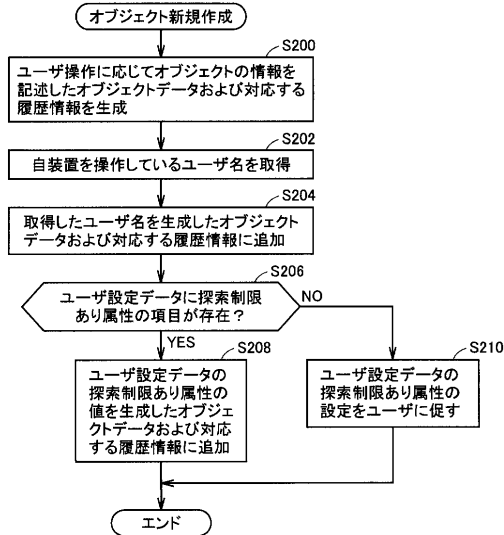 オブジェクト新規作成
S200
ユーザ操作に応じてオブジェクトの情報を
記述したオブジェクトデータおよび対応する
履歴情報を生成
S202
自装置を操作しているユーザ名を取得
S204
取得したユーザ名を生成したオブジェクト
データおよび対応する履歴情報に追加
S206
ユーザ設定データに探索制限
あり属性の項目が存在？
NO
YES
S208
ユーザ設定データの
探索制限あり属性の
値を生成したオブジェ
クトデータおよび対応
する履歴情報に追加
S210
ユーザ設定データの
探索制限あり属性の
設定をユーザに促す
エンド